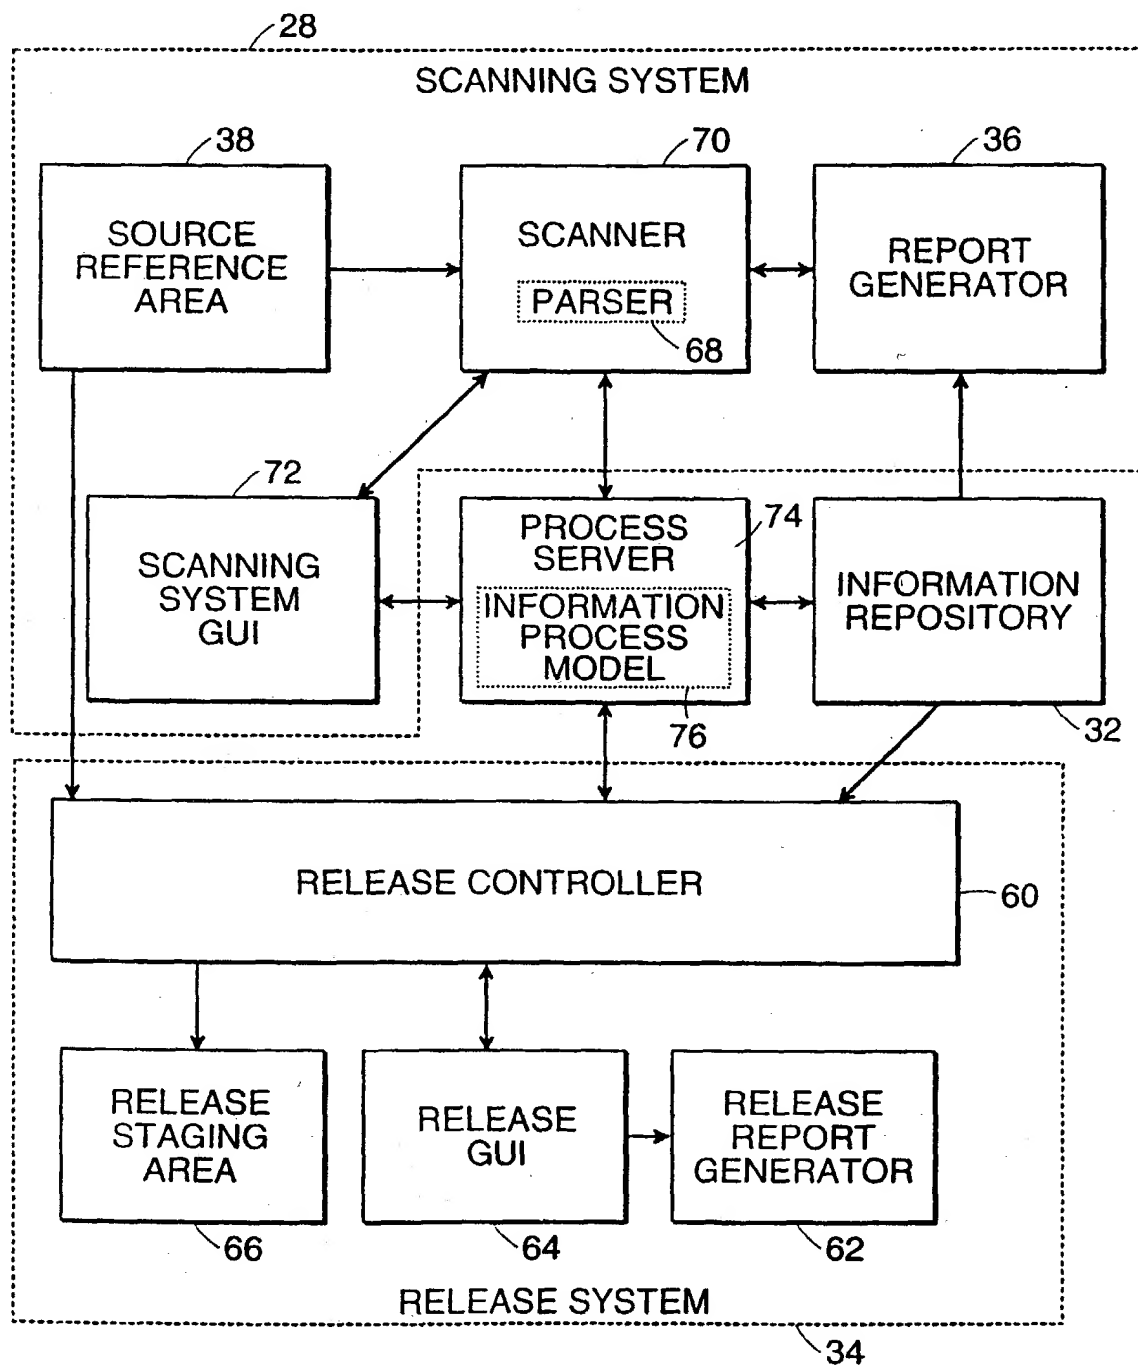 28
SCANNING SYSTEM
38
70
36
SOURCE
REFERENCE
AREA
SCANNER
PARSER
68
REPORT
GENERATOR
72
SCANNING
SYSTEM
GUI
PROCESS
SERVER
74
INFORMATION
PROCESS
MODEL
76
INFORMATION
REPOSITORY
32
RELEASE CONTROLLER
60
RELEASE
STAGING
AREA
66
RELEASE
GUI
64
RELEASE
REPORT
GENERATOR
62
RELEASE SYSTEM
34